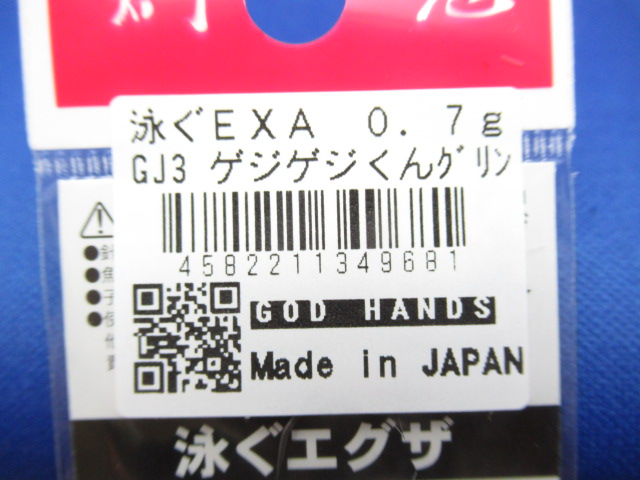 泳ぐEXA 0.7g
GJ3 ゲジゲジくんｸﾞﾘﾝ
4582211349681
GOD HANDS
Made in JAPAN
泳ぐエグザ